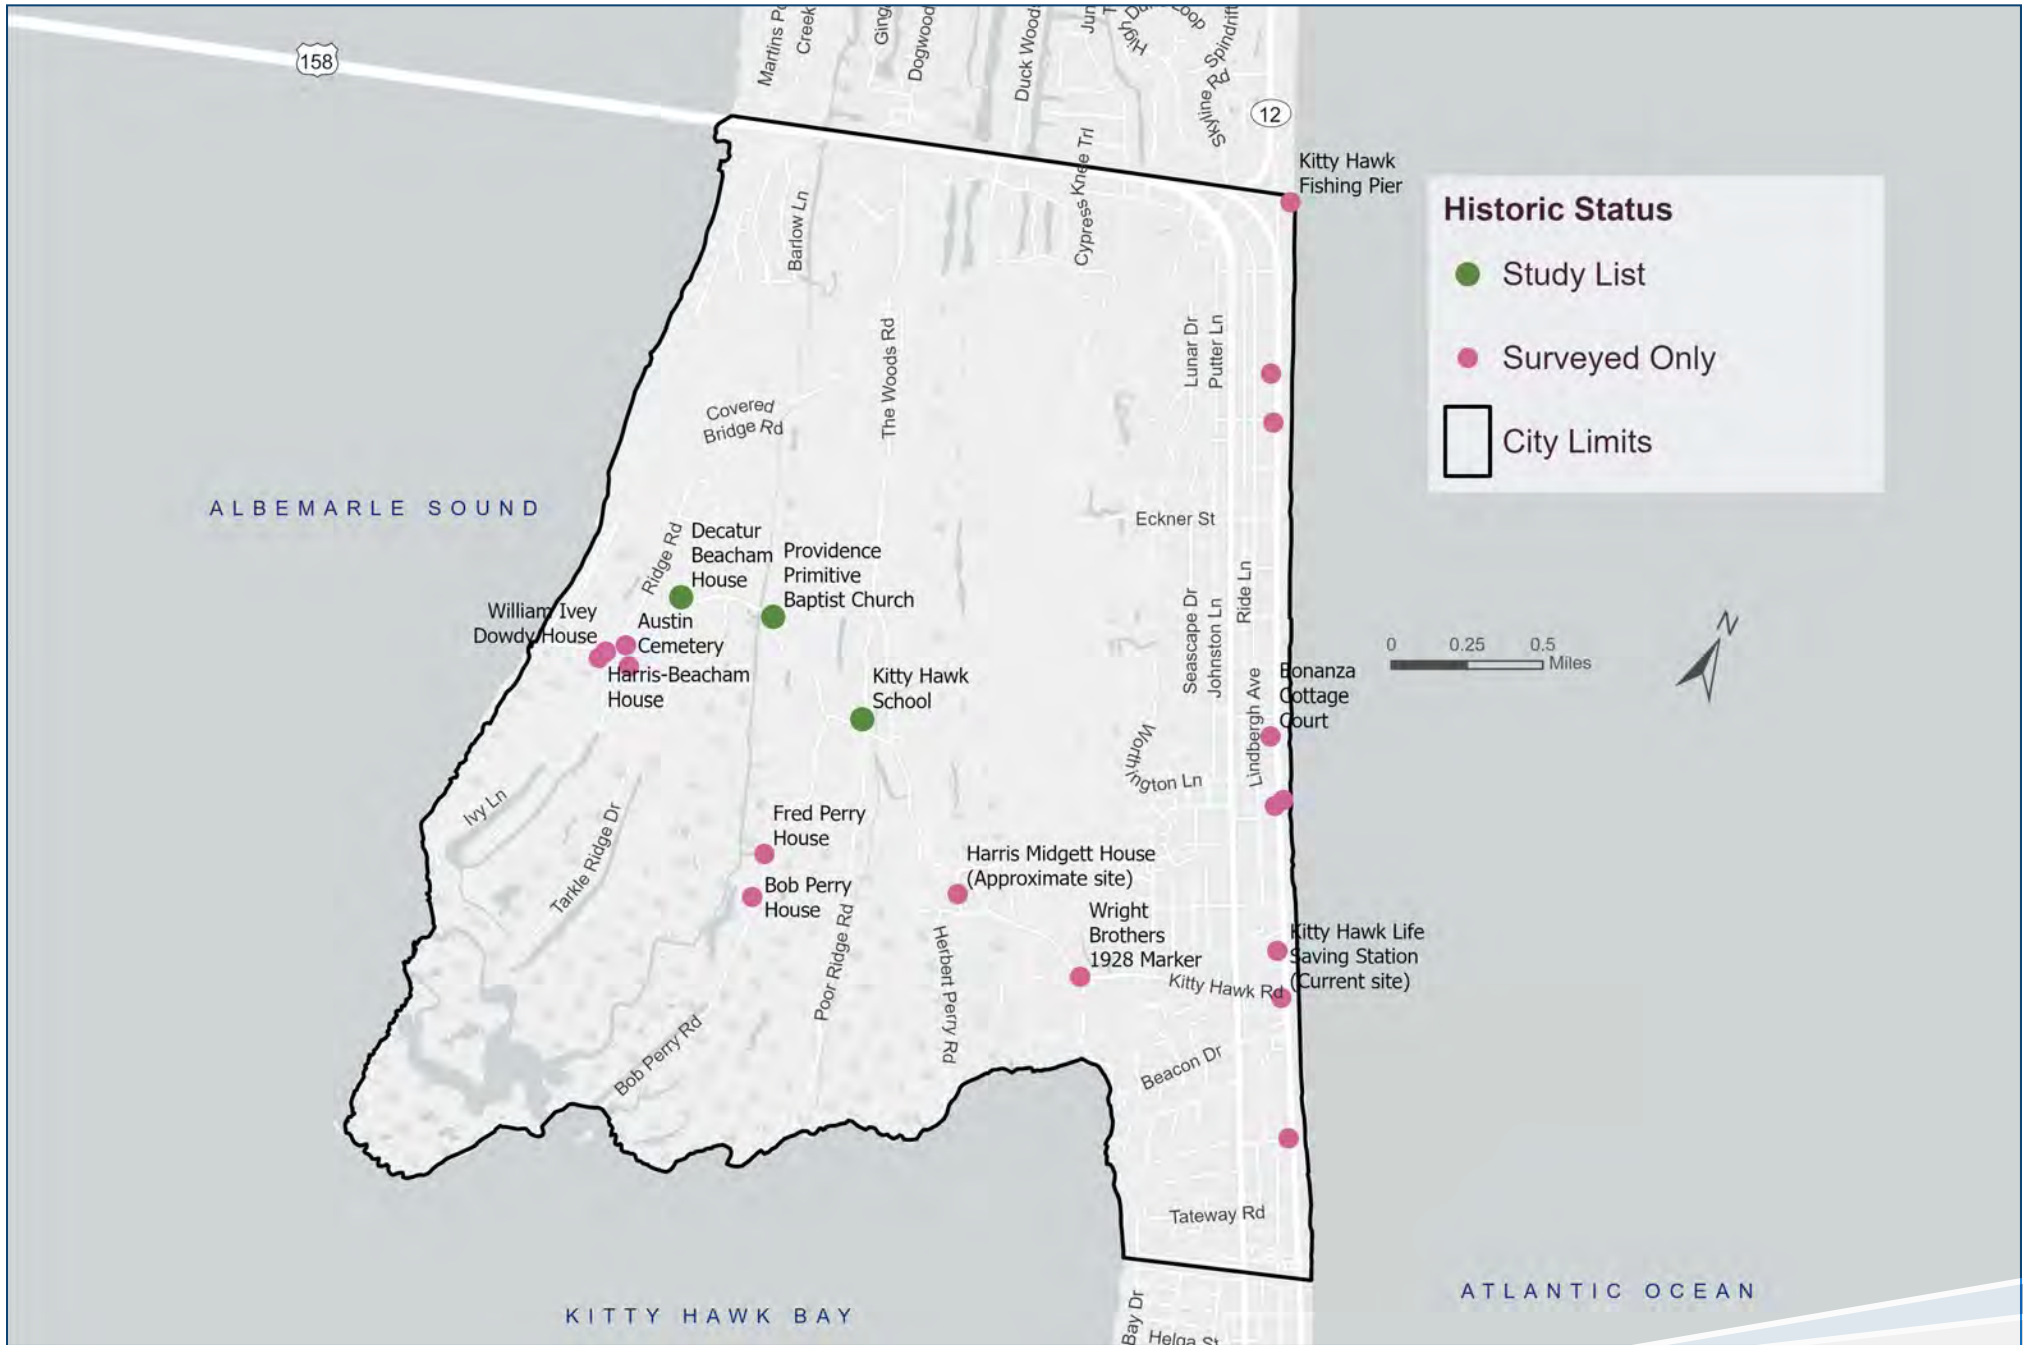 158
Creek
Dogwood
12
Cypress Knee Trl
Skyline Rd
Kitty Hawk
Fishing Pier
Historic Status
Study List
Surveyed Only
City Limits
Barlow Ln
The Woods Rd
Lunar Dr
Putter Ln
Covered
Bridge Rd
ALBEMARLE SOUND
Eckner St
Ridge Rd
Decatur
Beacham
House
Providence
Primitive
Baptist Church
William Ivey
Dowdy House
Austin
Cemetery
Harris-Beacham
House
Kitty Hawk
School
Seascape Dr
Johnston Ln
Ride Ln
Lindbergh Ave
N
0 0.25 0.5
Miles
Bonanza
Cottage
Court
Worthington Ln
Ivy Ln
Tarkle Ridge Dr
Fred Perry
House
Bob Perry
House
Harris Midgett House
(Approximate site)
Wright
Brothers
1928 Marker
Kitty Hawk Life
Saving Station
(Current site)
Kitty Hawk Rd
Poor Ridge Rd
Herbert Perry Rd
Bob Perry Rd
Beacon Dr
Tateway Rd
ATLANTIC OCEAN
KITTY HAWK BAY
Bay Dr
Helga St